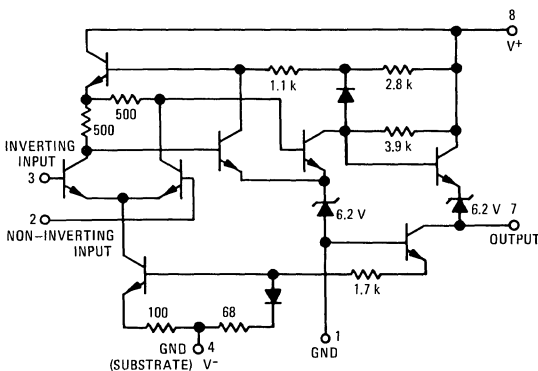 8
V+
1.1 k
2.8 k
500
500
3.9 k
INVERTING
INPUT
3
6.2 V
6.2 V
7
OUTPUT
2
NON–INVERTING
INPUT
1.7 k
100
68
GND
4
(SUBSTRATE) V–
1
GND